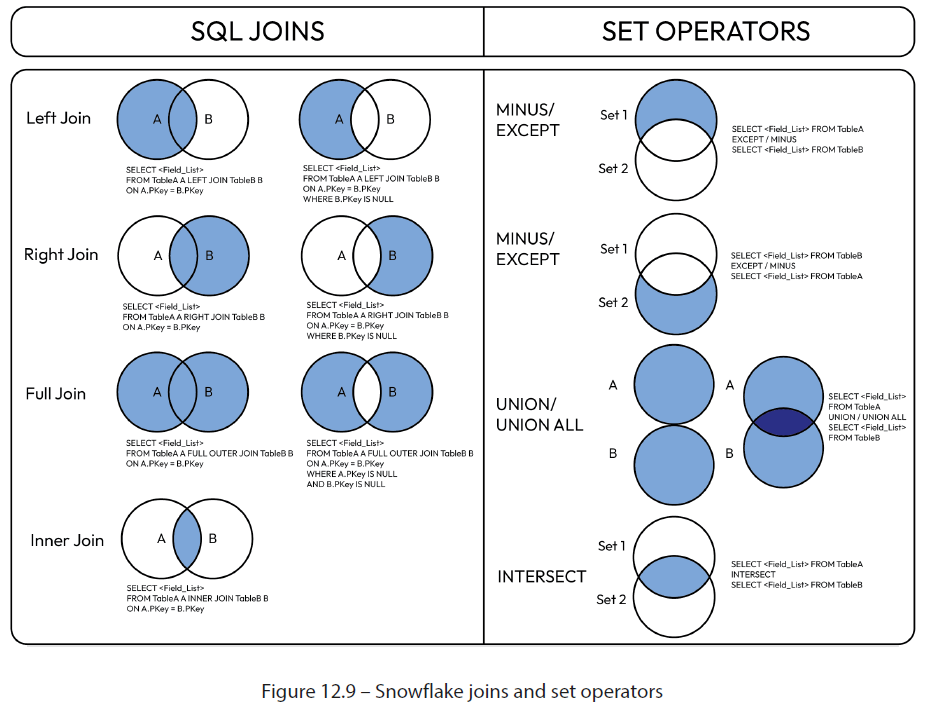 SQL JOINS
SET OPERATORS
Left Join
A
B
SELECT <Field_List>
FROM TableA A LEFT JOIN TableB B
ON A.PKey = B.PKey
A
B
SELECT <Field_List>
FROM TableA A LEFT JOIN TableB B
ON A.PKey = B.PKey
WHERE B.PKey IS NULL
Right Join
A
B
SELECT <Field_List>
FROM TableA A RIGHT JOIN TableB B
ON A.PKey = B.PKey
A
B
SELECT <Field_List>
FROM TableA A RIGHT JOIN TableB B
ON A.PKey = B.PKey
WHERE B.PKey IS NULL
Full Join
A
B
SELECT <Field_List>
FROM TableA A FULL OUTER JOIN TableB B
ON A.PKey = B.PKey
A
B
SELECT <Field_List>
FROM TableA A FULL OUTER JOIN TableB B
ON A.PKey = B.PKey
WHERE A.PKey IS NULL
AND B.PKey IS NULL
Inner Join
A
B
SELECT <Field_List>
FROM TableA A INNER JOIN TableB B
ON A.PKey = B.PKey
MINUS/
EXCEPT
Set 1
Set 2
SELECT <Field_List> FROM TableA
EXCEPT / MINUS
SELECT <Field_List> FROM TableB
MINUS/
EXCEPT
Set 1
Set 2
SELECT <Field_List> FROM TableB
EXCEPT / MINUS
SELECT <Field_List> FROM TableA
UNION/
UNION ALL
A
B
A
B
SELECT <Field_List>
FROM TableA
UNION / UNION ALL
SELECT <Field_List>
FROM TableB
INTERSECT
Set 1
Set 2
SELECT <Field_List> FROM TableA
INTERSECT
SELECT <Field_List> FROM TableB
Figure 12.9 – Snowflake joins and set operators